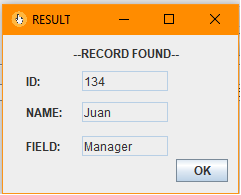 RESULT
--RECORD FOUND--
ID: 134
NAME: Juan
FIELD: Manager
OK